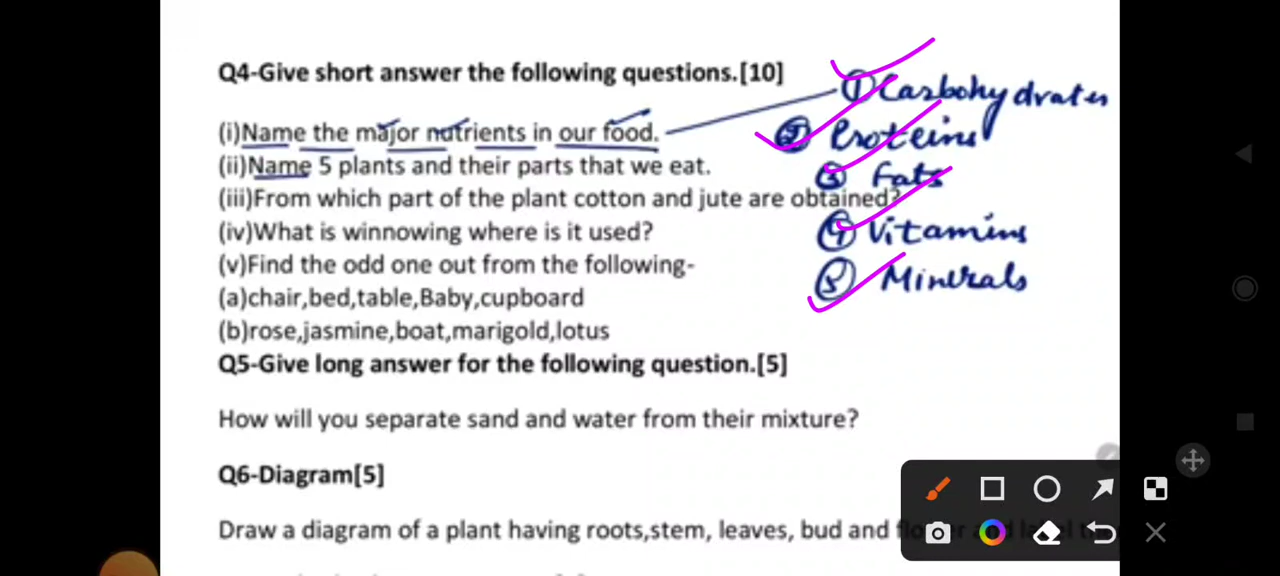 Q4-Give short answer the following questions.[10]
① Carbohydrates
(i)Name the major nutrients in our food.
② Proteins
(ii)Name 5 plants and their parts that we eat.
③ Fats
(iii)From which part of the plant cotton and jute are obtained?
(iv)What is winnowing where is it used?
④ Vitamins
(v)Find the odd one out from the following-
⑤ Minerals
(a)chair,bed,table,Baby,cupboard
(b)rose,jasmine,boat,marigold,lotus
Q5-Give long answer for the following question.[5]
How will you separate sand and water from their mixture?
Q6-Diagram[5]
Draw a diagram of a plant having roots,stem, leaves, bud and